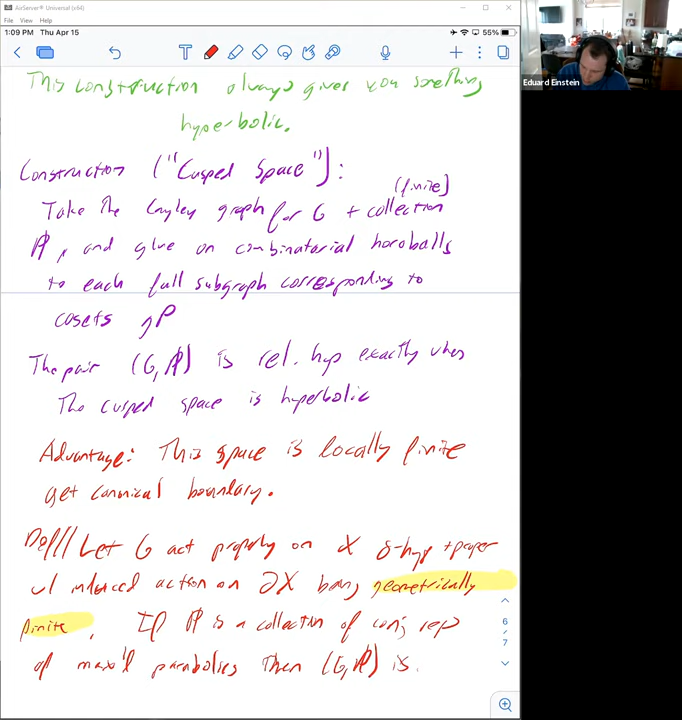 AirServer® Universal (x64)
File View Help
1:09 PM Thu Apr 15
55%
This construction always gives you something
hyperbolic.
Construction ("Cusped Space"):
(finite)
Take the Cayley graph for G + collection
P, and glue on combinatorial horoballs
to each full subgraph corresponding to
cosets gP
The pair (G, P) is rel. hyp exactly when
The cusped space is hyperbolic
Advantage: This space is locally finite
get canonical boundary.
Def// Let G act properly on X δ-hyp + proper
w/ induced action on ∂X being geometrically
finite. If P is a collection of conj reps
of max'l parabolics then (G, P) is.
6
7
Eduard Einstein